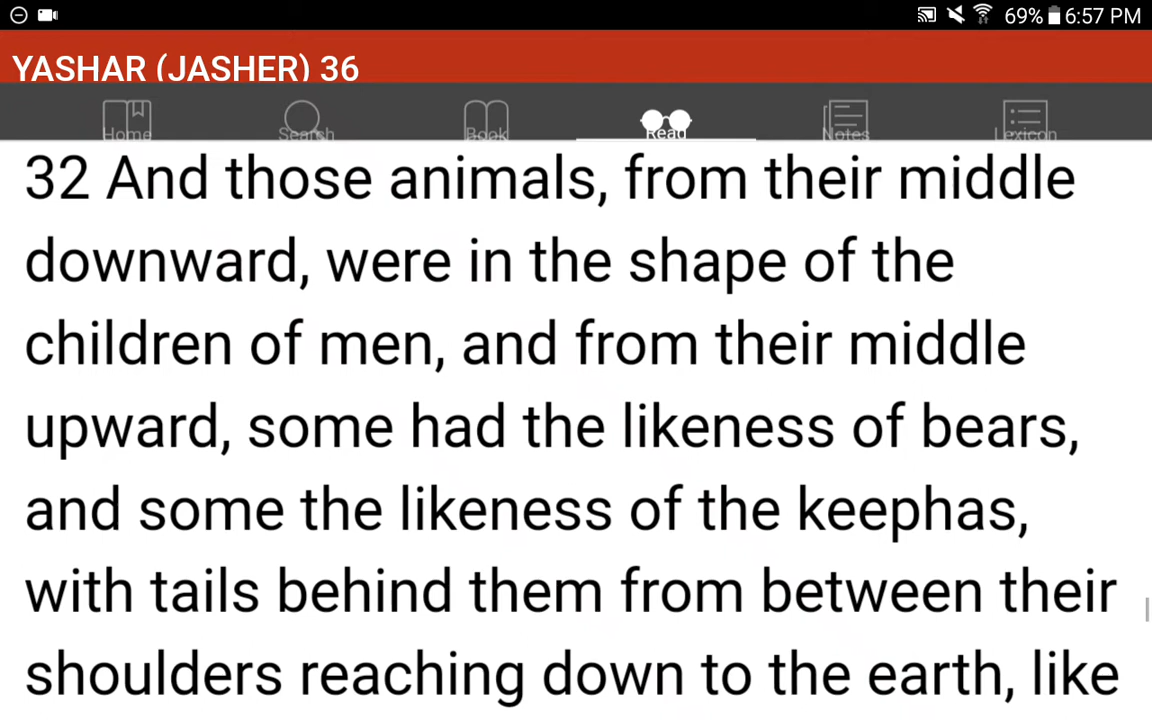 69% 6:57 PM
YASHAR (JASHER) 36
Home Search Book Read Notes Lexicon
32 And those animals, from their middle
downward, were in the shape of the
children of men, and from their middle
upward, some had the likeness of bears,
and some the likeness of the keephas,
with tails behind them from between their
shoulders reaching down to the earth, like